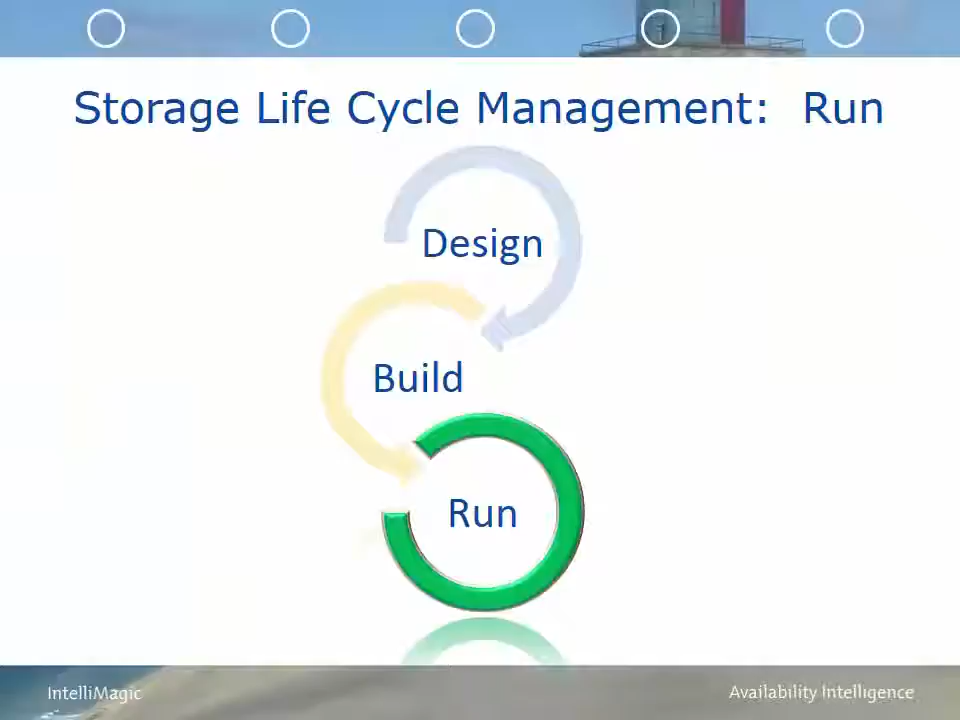 Storage Life Cycle Management: Run
Design
Build
Run
IntelliMagic
Availability Intelligence